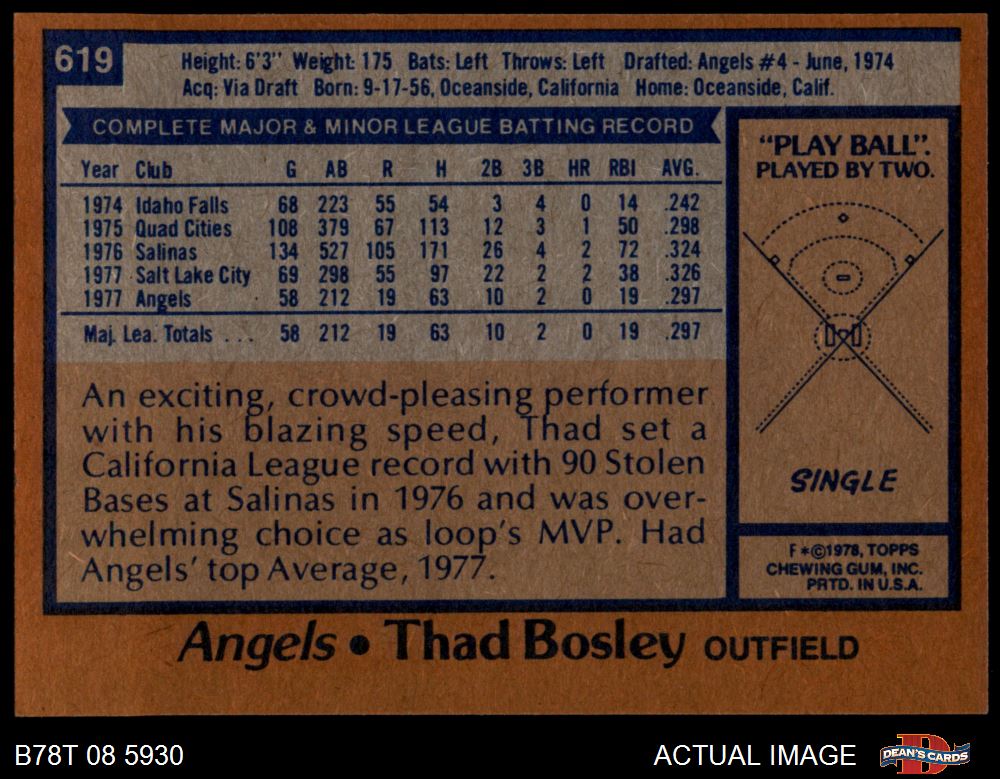 619
Height: 6'3" Weight: 175 Bats: Left Throws: Left Drafted: Angels #4 - June, 1974
Acq: Via Draft Born: 9-17-56, Oceanside, California Home: Oceanside, Calif.
COMPLETE MAJOR & MINOR LEAGUE BATTING RECORD
Year Club G AB R H 2B 3B HR RBI AVG.
1974 Idaho Falls 68 223 55 54 3 4 0 14 .242
1975 Quad Cities 108 379 67 113 12 3 1 50 .298
1976 Salinas 134 527 105 171 26 4 2 72 .324
1977 Salt Lake City 69 298 55 97 22 2 2 38 .326
1977 Angels 58 212 19 63 10 2 0 19 .297
Maj. Lea. Totals ... 58 212 19 63 10 2 0 19 .297
An exciting, crowd-pleasing performer
with his blazing speed, Thad set a
California League record with 90 Stolen
Bases at Salinas in 1976 and was over-
whelming choice as loop's MVP. Had
Angels' top Average, 1977.
"PLAY BALL".
PLAYED BY TWO.
SINGLE
F*©1978, TOPPS
CHEWING GUM, INC.
PRTD. IN U.S.A.
Angels • Thad Bosley OUTFIELD
B78T 08 5930
ACTUAL IMAGE
DEAN'S CARDS